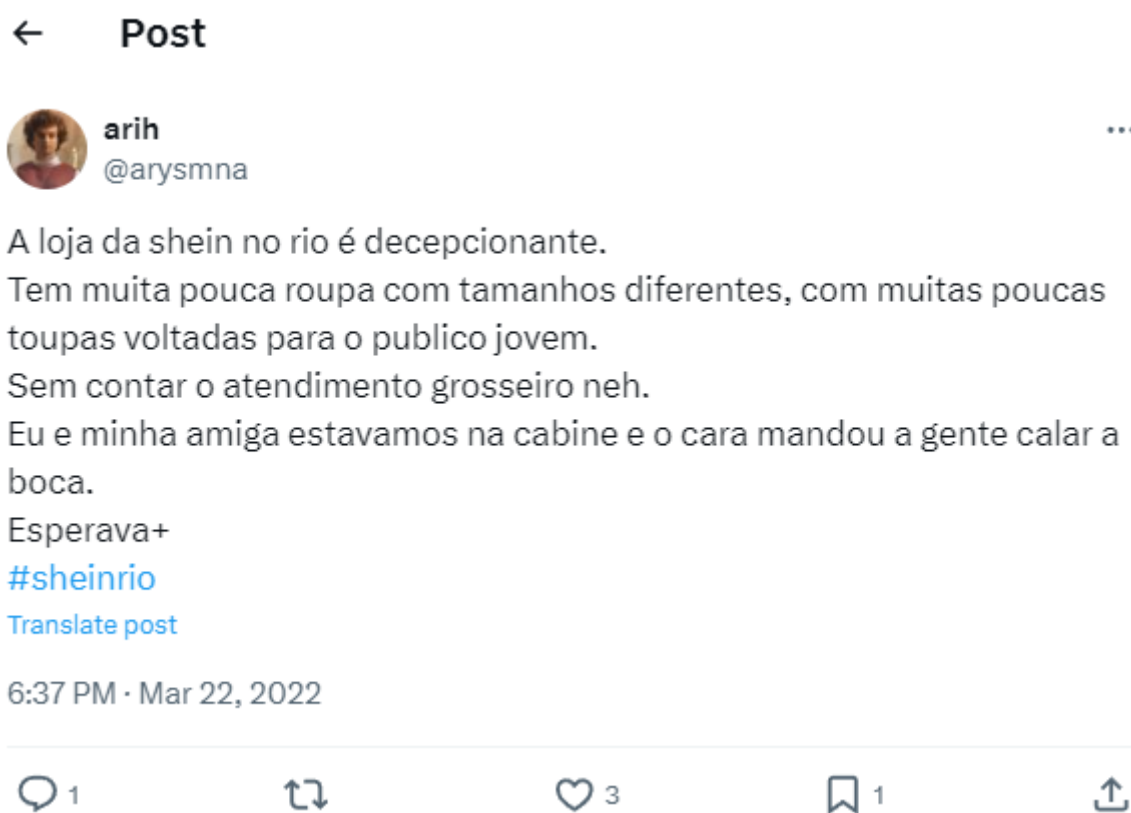 Post
arih
@arysmna
A loja da shein no rio é decepcionante.
Tem muita pouca roupa com tamanhos diferentes, com muitas poucas
toupas voltadas para o publico jovem.
Sem contar o atendimento grosseiro neh.
Eu e minha amiga estavamos na cabine e o cara mandou a gente calar a
boca.
Esperava+
#sheinrio
Translate post
6:37 PM · Mar 22, 2022
1 3 1